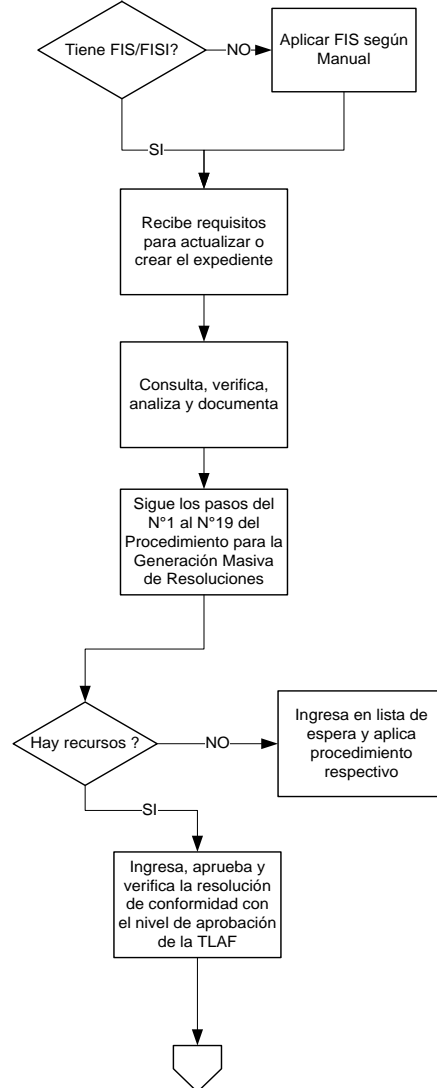 Tiene FIS/FISI?
NO
Aplicar FIS según
Manual
SI
Recibe requisitos
para actualizar o
crear el expediente
Consulta, verifica,
analiza y documenta
Sigue los pasos del
N°1 al N°19 del
Procedimiento para la
Generación Masiva
de Resoluciones
Hay recursos ?
NO
Ingresa en lista de
espera y aplica
procedimiento
respectivo
SI
Ingresa, aprueba y
verifica la resolución
de conformidad con
el nivel de aprobación
de la TLAF